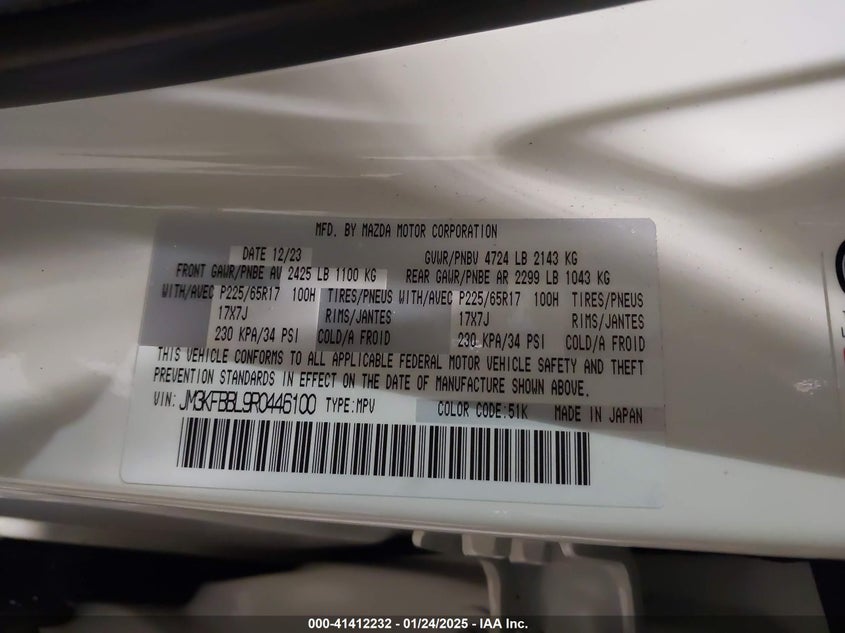 MFD. BY MAZDA MOTOR CORPORATION
DATE 12/23 GVWR/PNBV 4724 LB 2143 KG
FRONT GAWR/PNBE AV 2425 LB 1100 KG REAR GAWR/PNBE AR 2299 LB 1043 KG
WITH/AVEC P225/65R17 100H TIRES/PNEUS WITH/AVEC P225/65R17 100H TIRES/PNEUS
17X7J RIMS/JANTES 17X7J RIMS/JANTES
230 KPA/34 PSI COLD/A FROID 230 KPA/34 PSI COLD/A FROID
THIS VEHICLE CONFORMS TO ALL APPLICABLE FEDERAL MOTOR VEHICLE SAFETY AND THEFT
PREVENTION STANDARDS IN EFFECT ON THE DATE OF MANUFACTURE SHOWN ABOVE.
VIN: JM3KFBBL9R0446100 TYPE:MPV COLOR CODE:51K MADE IN JAPAN
000-41412232 - 01/24/2025 - IAA Inc.